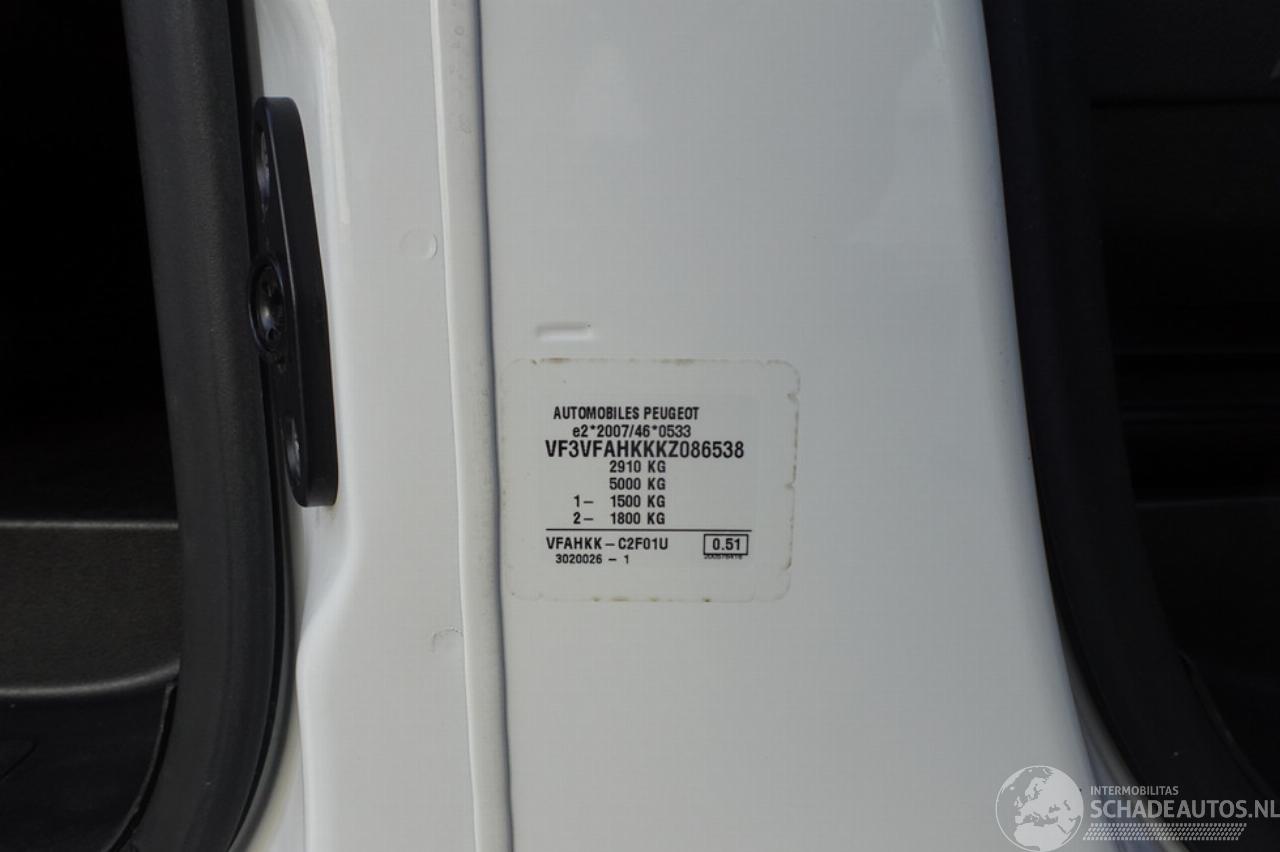 AUTOMOBILES PEUGEOT
e2*2007/46*0533
VF3VFAHKKKZ086538
2910 KG
5000 KG
1- 1500 KG
2- 1800 KG
VFAHKK-C2F01U 0.51
3020026 - 1
INTERMOBILITAS
SCHADEAUTOS.NL